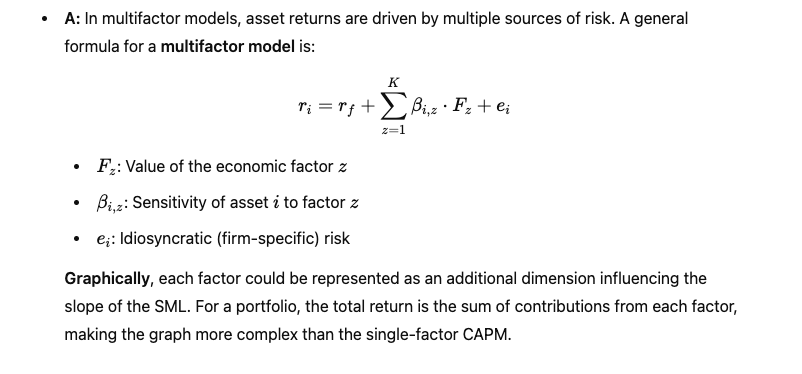 • A: In multifactor models, asset returns are driven by multiple sources of risk. A general
formula for a multifactor model is:
r_i = r_f + \sum_{z=1}^{K} β_{i,z} · F_z + e_i
• F_z: Value of the economic factor z
• β_{i,z}: Sensitivity of asset i to factor z
• e_i: Idiosyncratic (firm-specific) risk
Graphically, each factor could be represented as an additional dimension influencing the
slope of the SML. For a portfolio, the total return is the sum of contributions from each factor,
making the graph more complex than the single-factor CAPM.